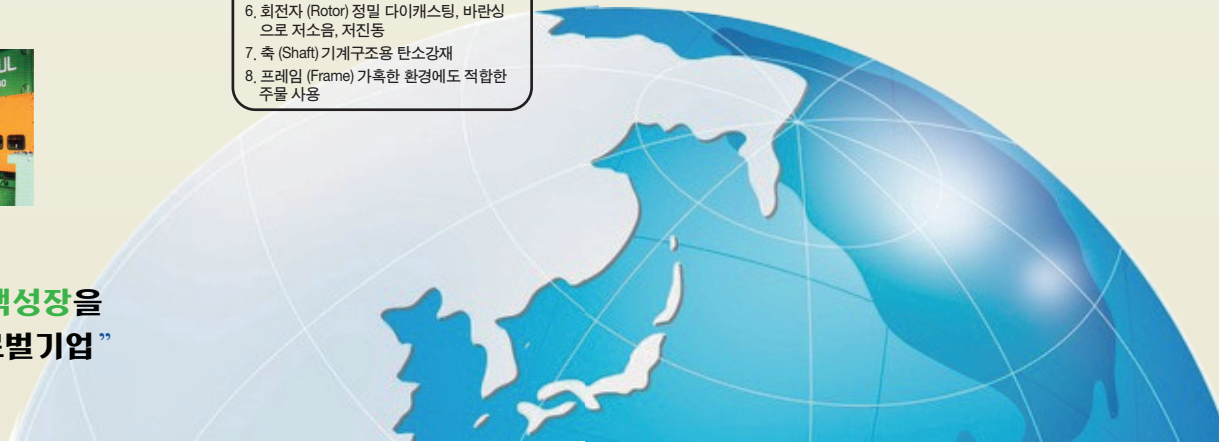 6. 회전자 (Rotor) 정밀 다이캐스팅, 바란싱
으로 저소음, 저진동
7. 축 (Shaft) 기계구조용 탄소강재
8. 프레임 (Frame) 가혹한 환경에도 적합한
주물 사용
UL
색성장을
벌기업”